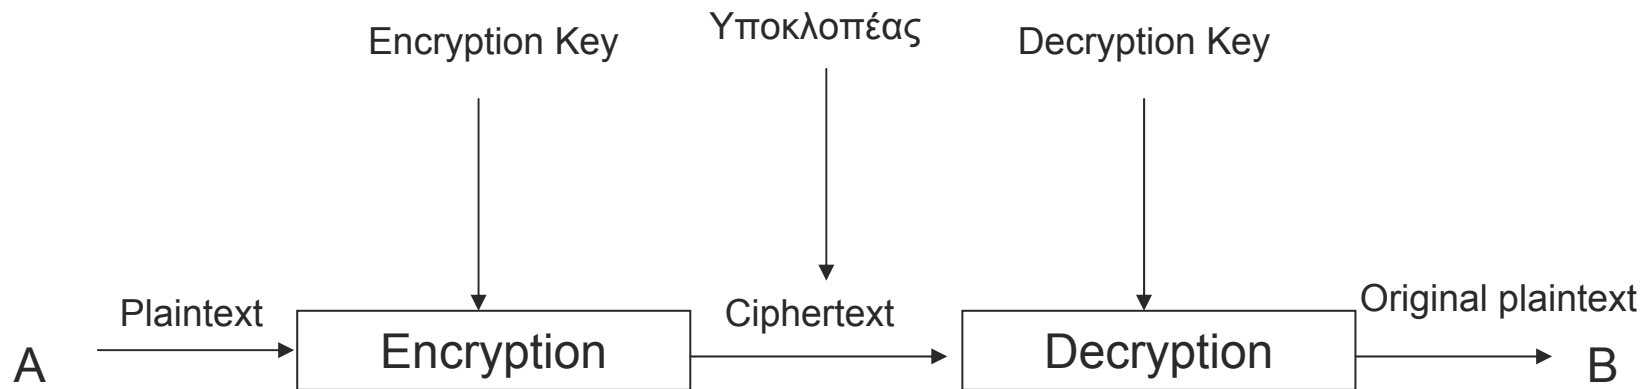 Encryption Key
Υποκλοπέας
Decryption Key
Plaintext
Ciphertext
Original plaintext
A
Encryption
Decryption
B